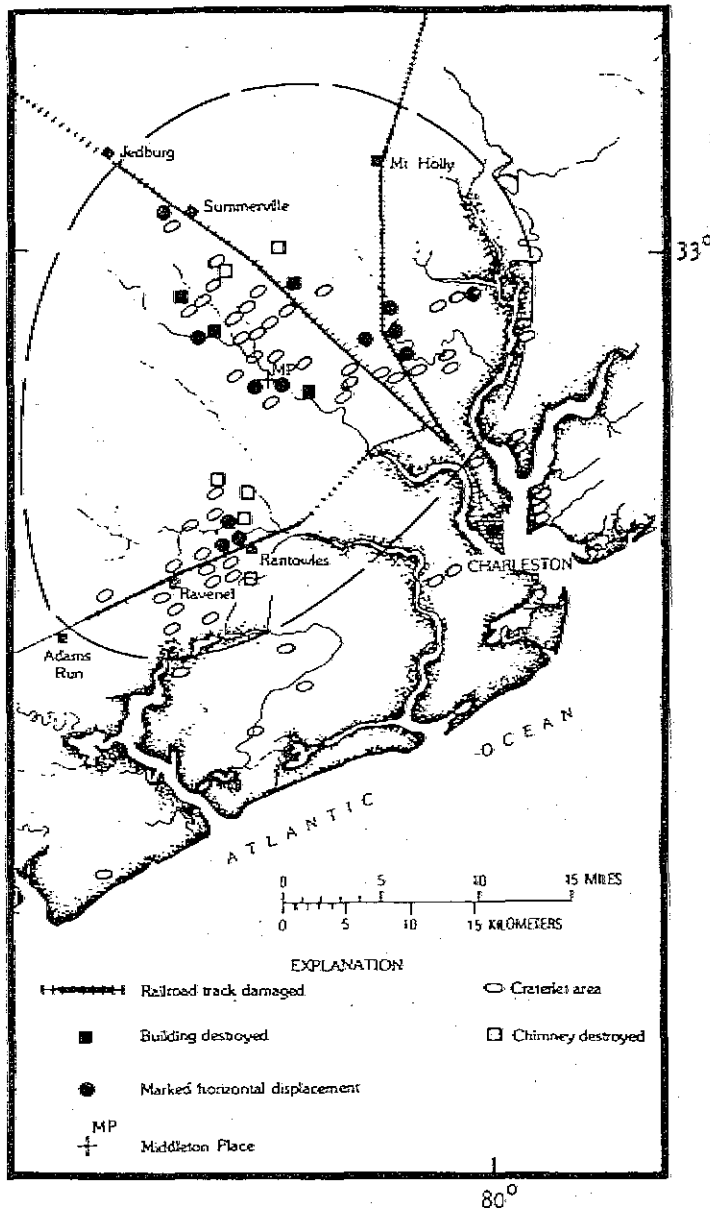 Jedburg
Mt Holly
Summerville
33°
MP
Rantowles
CHARLESTON
Ravenel
Adams
Run
ATLANTIC OCEAN
0 5 10 15 MILES
0 5 10 15 KILOMETERS
EXPLANATION
Railroad track damaged
Craterlet area
Building destroyed
Chimney destroyed
Marked horizontal displacement
MP
Middleton Place
80°